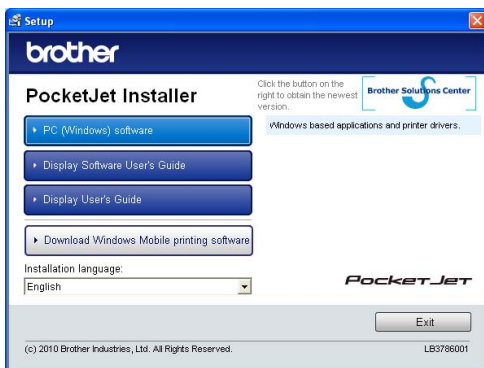 Setup
brother
PocketJet Installer
Click the button on the
right to obtain the newest
version.
Brother Solutions Center
PC (Windows) software
Windows based applications and printer drivers.
Display Software User's Guide
Display User's Guide
Download Windows Mobile printing software
Installation language:
English
PocketJet
Exit
(c) 2010 Brother Industries, Ltd. All Rights Reserved.
LB3786001